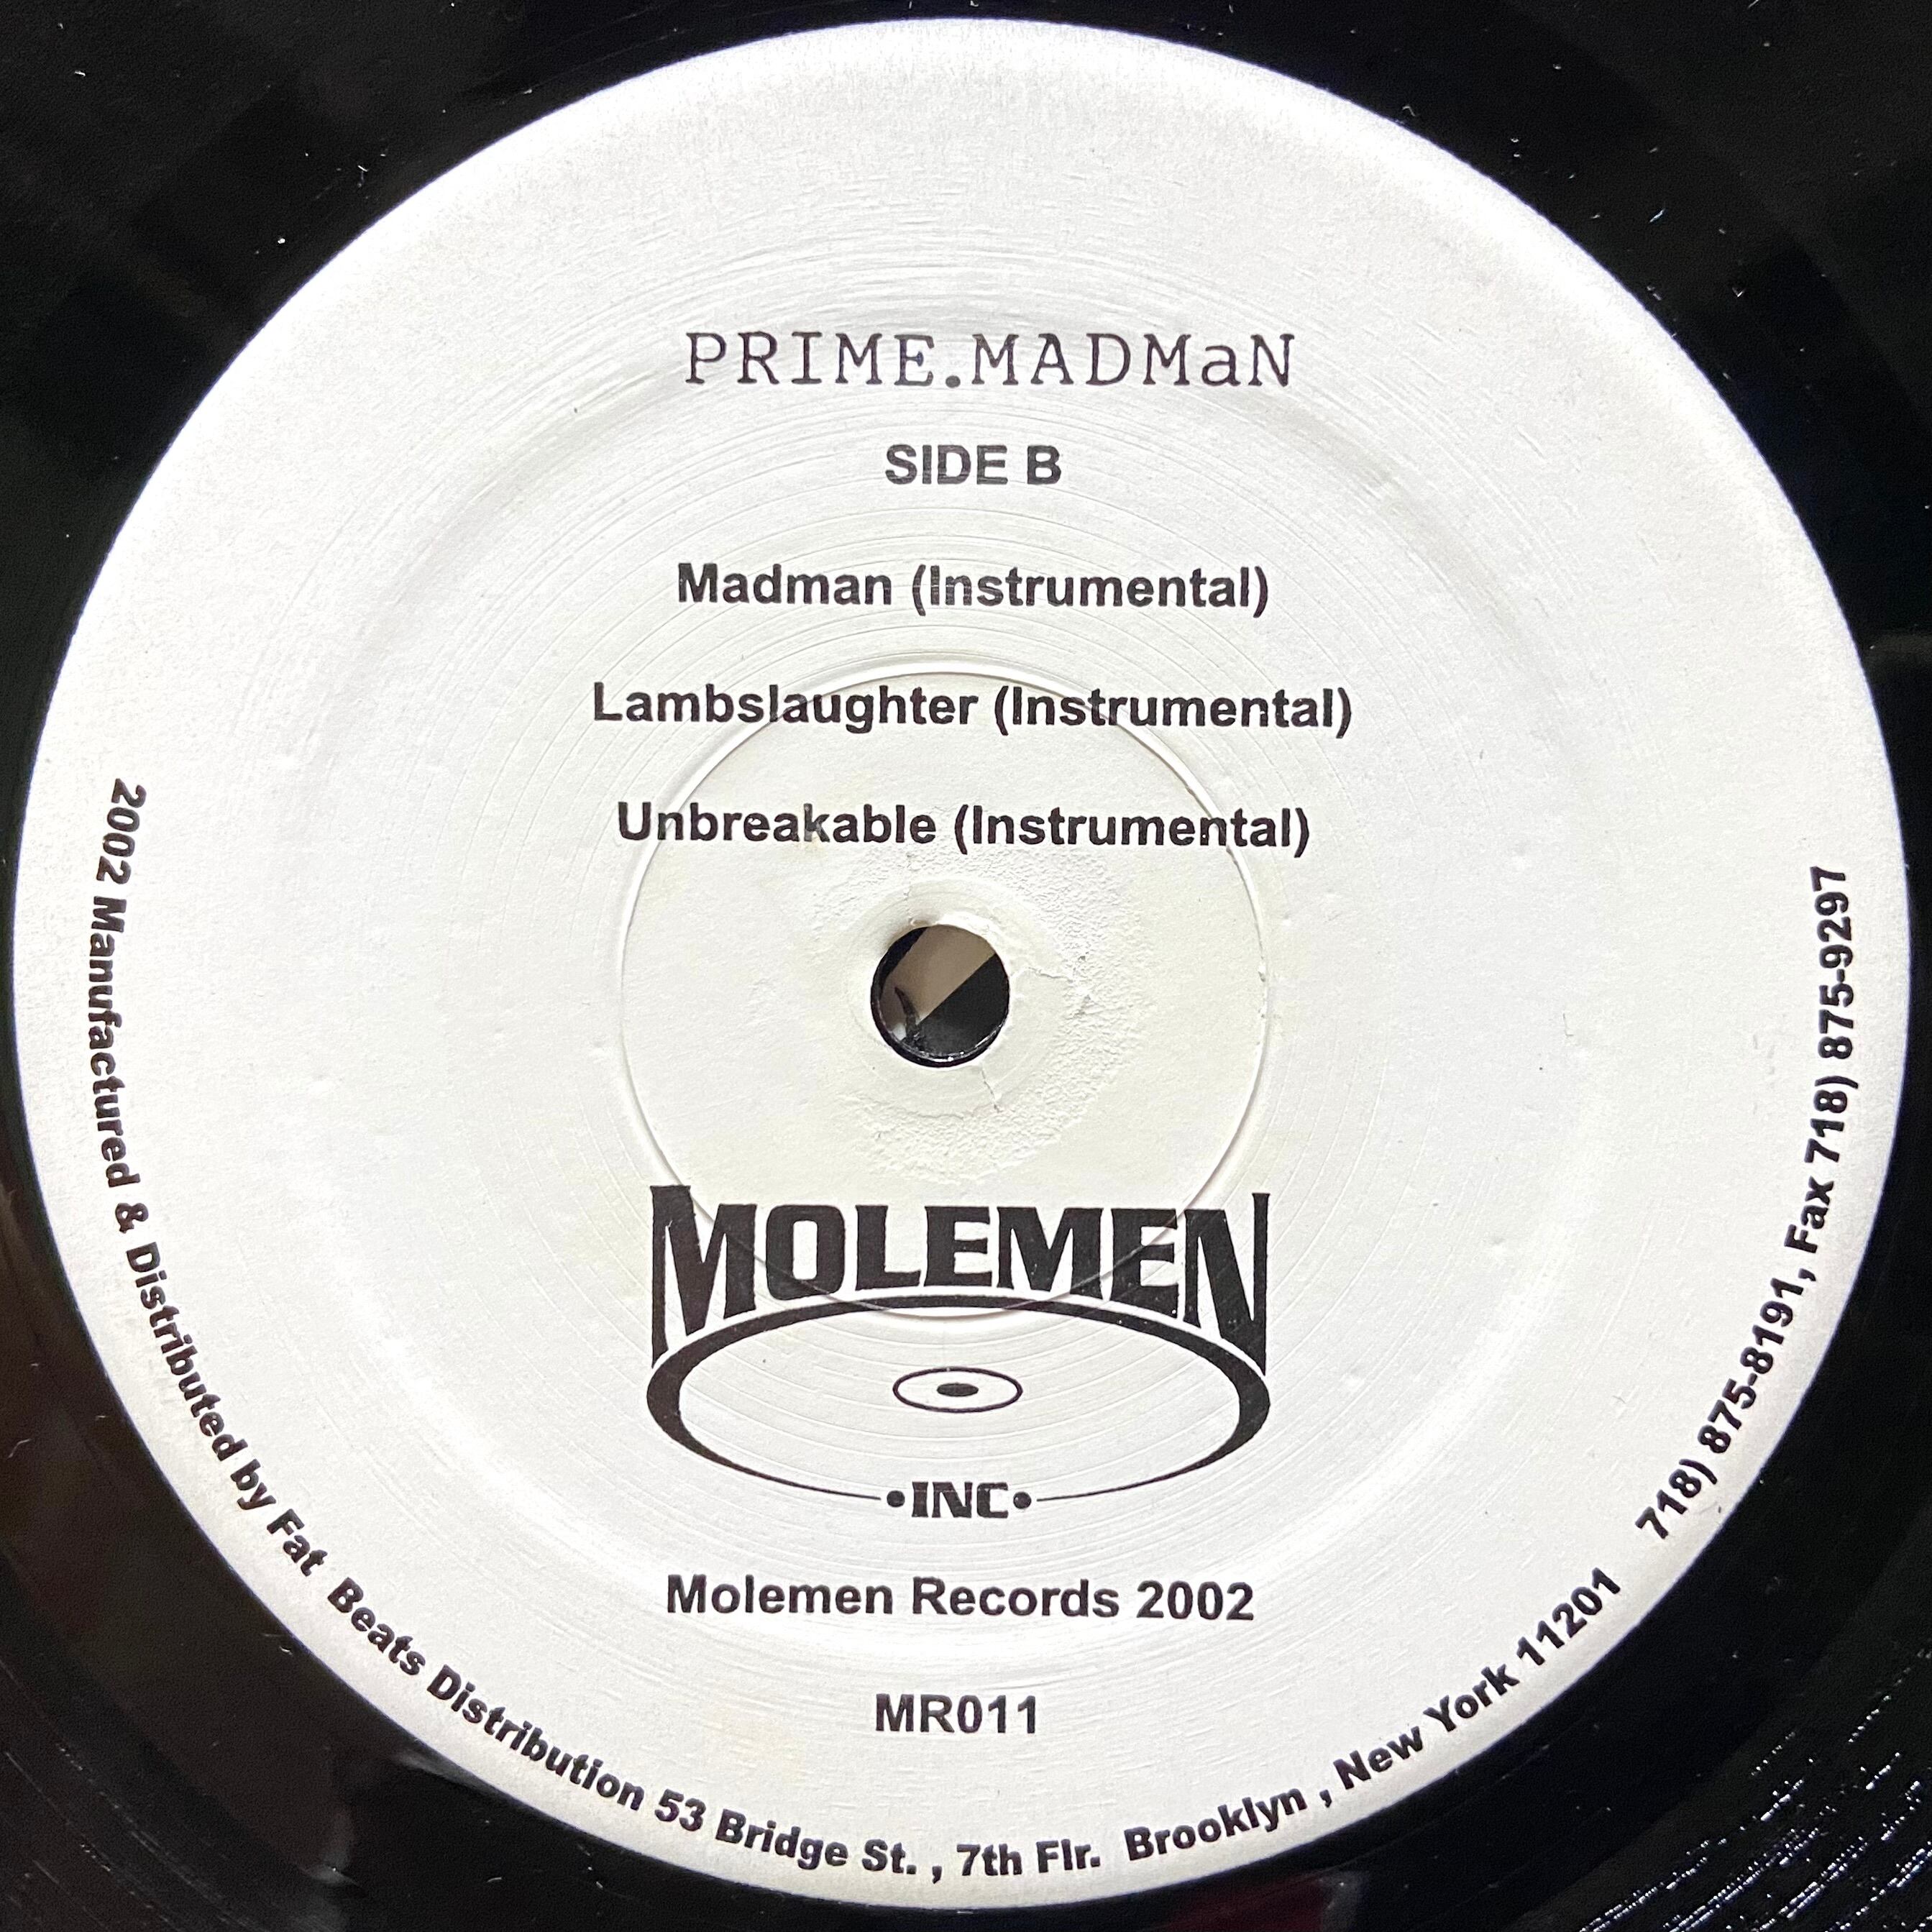 PRIME.MADMaN
SIDE B
Madman (Instrumental)
Lambslaughter (Instrumental)
Unbreakable (Instrumental)
MOLEMEN
•INC•
Molemen Records 2002
MR011
2002 Manufactured & Distributed by Fat Beats Distribution 53 Bridge St. , 7th Flr. Brooklyn , New York 11201 718) 875-8191, Fax 718) 875-9297